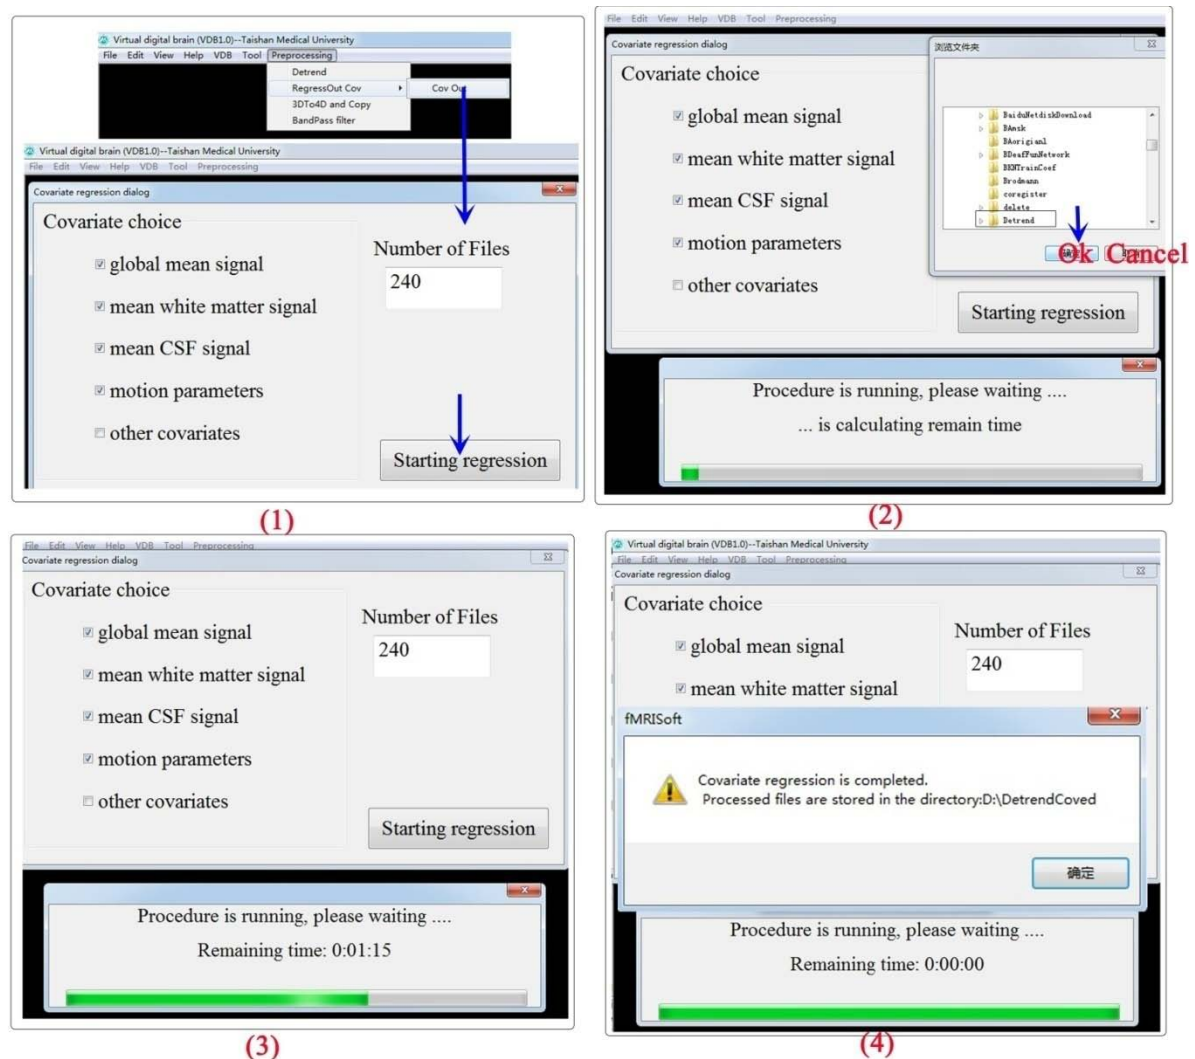 Virtual digital brain (VDB1.0)--Taishan Medical University
File Edit View Help VDB Tool Preprocessing
Detrend
RegressOut Cov Cov Out
3DTo4D and Copy
BandPass filter
Virtual digital brain (VDB1.0)--Taishan Medical University
File Edit View Help VDB Tool Preprocessing
Covariate regression dialog
Covariate choice
Number of Files
240
global mean signal
mean white matter signal
mean CSF signal
motion parameters
other covariates
Starting regression
(1)
File Edit View Help VDB Tool Preprocessing
Covariate regression dialog
浏览文件夹
Covariate choice
global mean signal
mean white matter signal
mean CSF signal
motion parameters
other covariates
BaiduNetdiskDownload
BAnsk
BAorigianl
BDeafFunNetwork
BKNTrainCoef
Brodmann
coregister
delete
Detrend
Ok Cancel
Starting regression
Procedure is running, please waiting ....
... is calculating remain time
(2)
File Edit View Help VDB Tool Preprocessing
Covariate regression dialog
Covariate choice
Number of Files
240
global mean signal
mean white matter signal
mean CSF signal
motion parameters
other covariates
Starting regression
Procedure is running, please waiting ....
Remaining time: 0:01:15
(3)
Virtual digital brain (VDB1.0)--Taishan Medical University
File Edit View Help VDB Tool Preprocessing
Covariate regression dialog
Covariate choice
Number of Files
240
global mean signal
mean white matter signal
fMRISoft
Covariate regression is completed.
Processed files are stored in the directory:D:\DetrendCoved
确定
Procedure is running, please waiting ....
Remaining time: 0:00:00
(4)